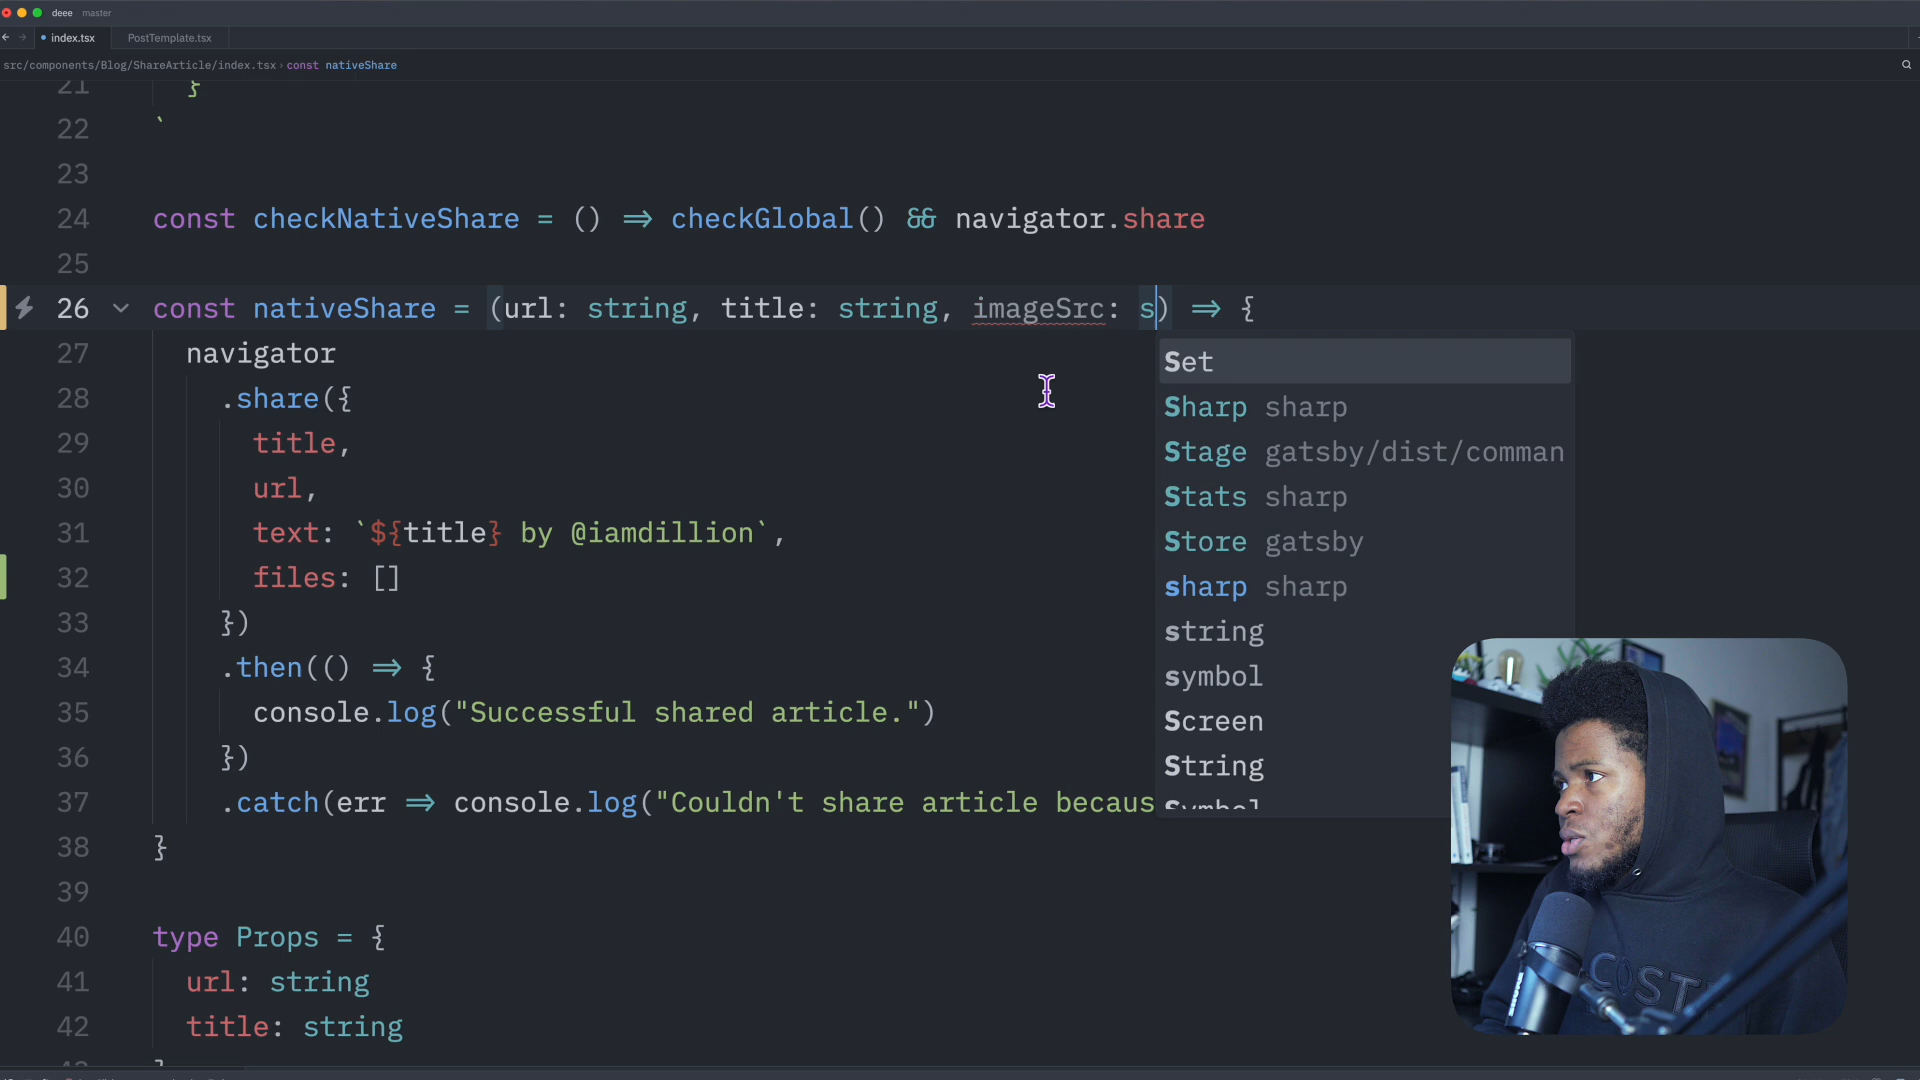 deee master
index.tsx PostTemplate.tsx
src/components/Blog/ShareArticle/index.tsx › const nativeShare
21 }
22 `
23
24 const checkNativeShare = () => checkGlobal() && navigator.share
25
26 const nativeShare = (url: string, title: string, imageSrc: s) => {
27 navigator
Set
28 .share({
Sharp sharp
29 title,
Stage gatsby/dist/comman
30 url,
Stats sharp
31 text: `${title} by @iamdillion`,
Store gatsby
32 files: []
sharp sharp
33 })
string
34 .then(() => {
symbol
35 console.log("Successful shared article.")
Screen
36 })
String
37 .catch(err => console.log("Couldn't share article becaus
Symbol
38 }
39
40 type Props = {
41 url: string
42 title: string